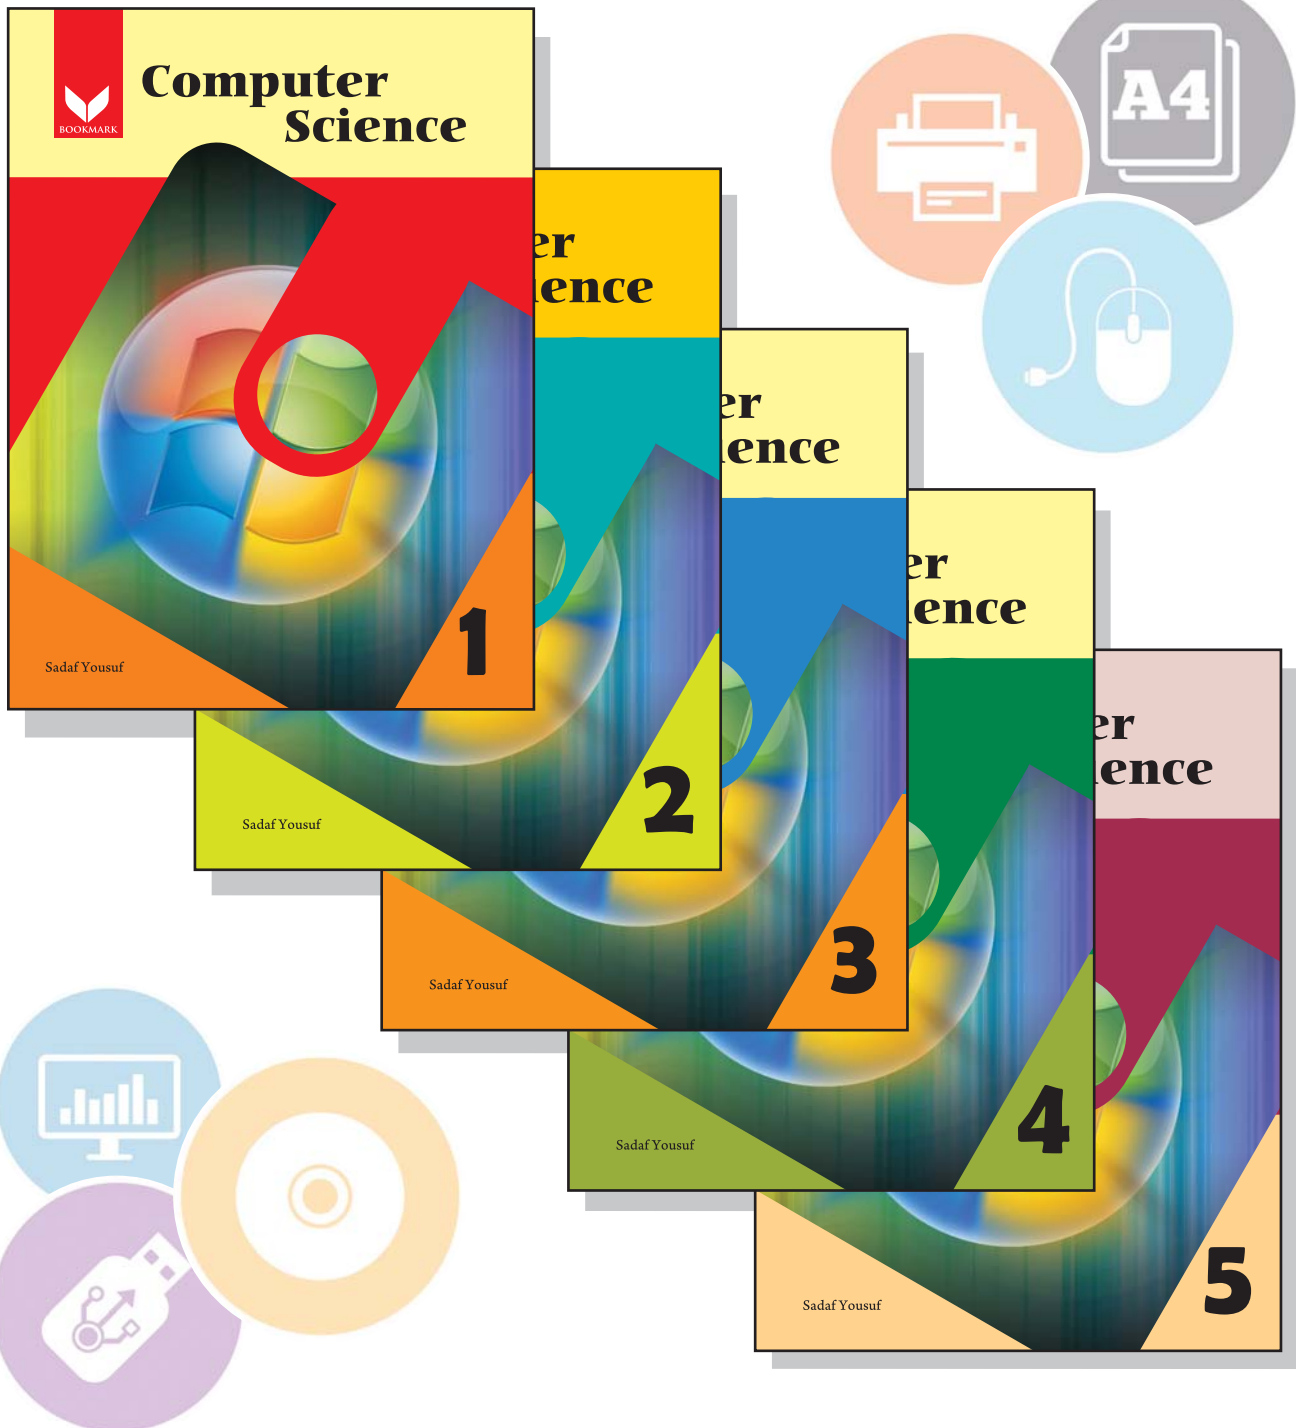 BOOKMARK
Computer
Science
Sadaf Yousuf
1
er
ience
Sadaf Yousuf
2
er
ience
Sadaf Yousuf
3
er
ience
Sadaf Yousuf
4
er
ience
Sadaf Yousuf
5
A4